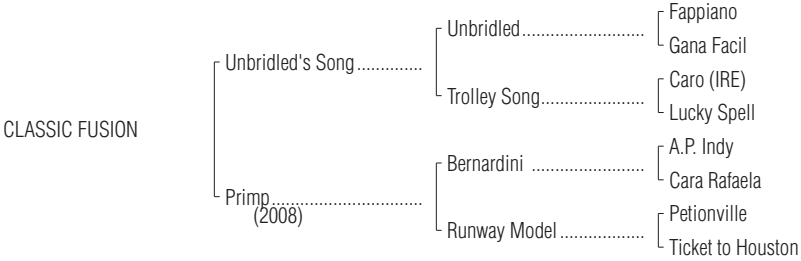 Fappiano
Unbridled.........................
Gana Facil
Unbridled's Song..............
Caro (IRE)
Trolley Song.....................
Lucky Spell
CLASSIC FUSION
A.P. Indy
Bernardini .......................
Cara Rafaela
Primp................................
(2008)
Petionville
Runway Model.................
Ticket to Houston